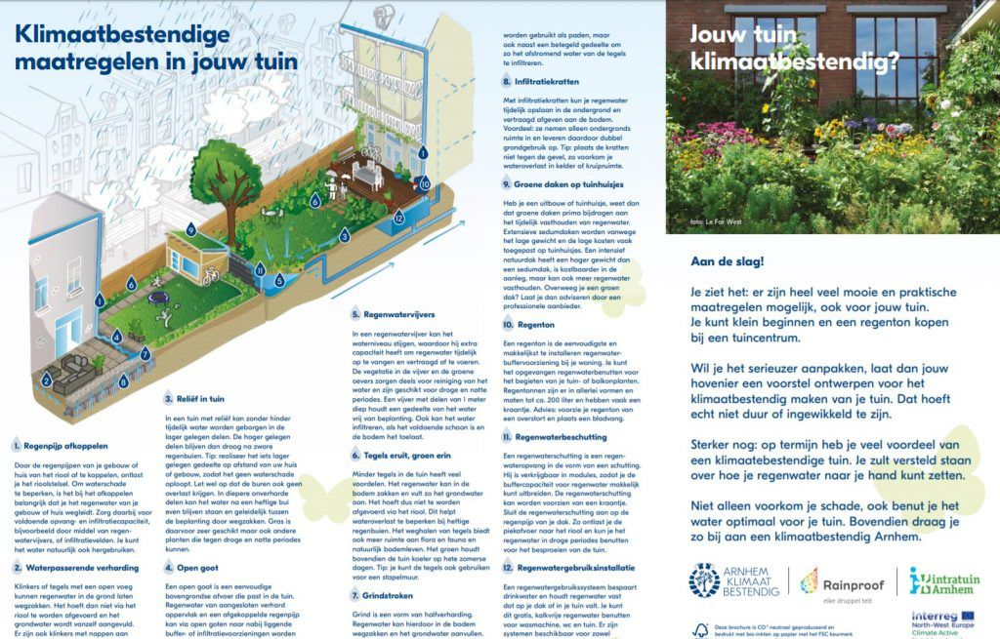 Klimaatbestendige
maatregelen in jouw tuin
1. Regenpijp afkoppelen
Door de regenpijpen van je gebouw of
huis van het riool af te koppelen, ontlast
je het rioolstelsel. Om waterschade
te beperken, is het bij het afkoppelen
belangrijk dat je het regenwater van je
gebouw of huis wegleidt. Zorg daarbij voor
voldoende opvang- en infiltratiecapaciteit,
bijvoorbeeld door middel van regen-
watervijvers, of infiltratievelden. Je kunt
het water natuurlijk ook hergebruiken.
2. Waterpasserende verharding
Klinkers of tegels met een open voeg
kunnen regenwater in de grond laten
wegzakken. Het hoeft dan niet via het
riool te worden afgevoerd en het
grondwater wordt vanzelf aangevuld.
Er zijn ook klinkers met noppen aan
3. Reliëf in tuin
In een tuin met reliëf kan zonder hinder
tijdelijk water worden geborgen in de
lager gelegen delen. De hoger gelegen
delen blijven dan droog na zware
regenbuien. Tip: realiseer het iets lager
gelegen gedeelte op afstand van uw huis
of gebouw, zodat het geen waterschade
oploopt. Let wel op dat de buren ook geen
overlast krijgen. In diepere onverharde
delen kan het water na een heftige bui
even blijven staan en geleidelijk tussen
de beplanting door wegzakken. Gras is
daarvoor zeer geschikt maar ook andere
planten die tegen droge en natte periodes
kunnen.
4. Open goot
Een open goot is een eenvoudige
bovengrondse afvoer die past in de tuin.
Regenwater van aangesloten verhard
oppervlak en een afgekoppelde regenpijp
kan via open goten naar nabij liggende
buffer- of infiltratievoorzieningen worden
5. Regenwatervijvers
In een regenwatervijver kan het
waterniveau stijgen, waardoor hij extra
capaciteit heeft om regenwater tijdelijk
op te vangen en vertraagd af te voeren.
De vegetatie in de vijver en de groene
oevers zorgen deels voor reiniging van het
water en zijn geschikt voor droge en natte
periodes. Een vijver met delen van 1 meter
diep houdt een gedeelte van het water
vrij van beplanting. Ook kan het water
infiltreren, als het voldoende schoon is en
de bodem het toelaat.
6. Tegels eruit, groen erin
Minder tegels in de tuin heeft veel
voordelen. Het regenwater kan in de
bodem zakken en vult zo het grondwater
aan. Het hoeft dus niet te worden
afgevoerd via het riool. Dit helpt
wateroverlast te beperken bij heftige
regenbuien. Het weghalen van tegels biedt
ook meer ruimte aan flora en fauna en
natuurlijk bodemleven. Het groen houdt
bovendien de tuin koeler op hete zomerse
dagen. Tip: je kunt de tegels ook gebruiken
voor een stapelmuur.
7. Grindstroken
Grind is een vorm van halfverharding.
Regenwater kan hierdoor in de bodem
wegzakken en het grondwater aanvullen.
worden gebruikt als paden, maar
ook naast een betegeld gedeelte om
zo het afstromend water van de tegels
te infiltreren.
8. Infiltratiekratten
Met infiltratiekratten kun je regenwater
tijdelijk opslaan in de ondergrond en
vertraagd afgeven aan de bodem.
Voordeel: ze nemen alleen ondergronds
ruimte in en leveren daardoor dubbel
grondgebruik op. Tip: plaats de kratten
niet tegen de gevel, zo voorkom je
wateroverlast in kelder of kruipruimte.
9. Groene daken op tuinhuisjes
Heb je een uitbouw of tuinhuisje, weet dan
dat groene daken prima bijdragen aan
het tijdelijk vasthouden van regenwater.
Extensieve sedumdaken worden vanwege
het lage gewicht en de lage kosten vaak
toegepast op tuinhuisjes. Een intensief
natuurdak heeft een hoger gewicht dan
een sedumdak, is kostbaarder in de
aanleg, maar kan ook meer regenwater
vasthouden. Overweeg je een groen
dak? Laat je dan adviseren door een
professionele aanbieder.
10. Regenton
Een regenton is de eenvoudigste en
makkelijkst te installeren regenwater-
buffervoorziening bij je woning. Je kunt
het opgevangen regenwaterbenutten voor
het begieten van je tuin- of balkonplanten.
Regentonnen zijn er in allerlei vormen en
maten tot ca. 200 liter en hebben vaak een
kraantje. Advies: voorzie je regenton van
een overstort en plaats een bladvang.
11. Regenwaterbeschutting
Een regenwaterschutting is een regen-
wateropvang in de vorm van een schutting.
Hij is verkrijgbaar in modules, zodat je de
buffercapaciteit voor regenwater makkelijk
kunt uitbreiden. De regenwaterschutting
kan worden voorzien van een kraantje.
Sluit de regenwaterschutting aan op de
regenpijp van je dak. Zo ontlast je de
piekafvoer naar het riool en kun je het
regenwater in droge periodes benutten
voor het besproeien van de tuin.
12. Regenwatergebruiksinstallatie
Een regenwatergebruikssysteem bespaart
drinkwater en houdt regenwater vast
dat op je dak of in je tuin valt. Je kunt
dit gratis, kalkvrije regenwater benutten
voor wasmachine, wc en tuin. Er zijn
systemen beschikbaar voor zowel
Jouw tuin
klimaatbestendig?
foto: Le For West
Aan de slag!
Je ziet het: er zijn heel veel mooie en praktische
maatregelen mogelijk, ook voor jouw tuin.
Je kunt klein beginnen en een regenton kopen
bij een tuincentrum.
Wil je het serieuzer aanpakken, laat dan jouw
hovenier een voorstel ontwerpen voor het
klimaatbestendig maken van je tuin. Dat hoeft
echt niet duur of ingewikkeld te zijn.
Sterker nog: op termijn heb je veel voordeel van
een klimaatebestendige tuin. Je zult versteld staan
over hoe je regenwater naar je hand kunt zetten.
Niet alleen voorkom je schade, ook benut je het
water optimaal voor je tuin. Bovendien draag je
zo bij aan een klimaatbestendig Arnhem.
ARNHEM
KLIMAAT
BESTENDIG
Rainproof
elke druppel telt
intratuin
Arnhem
FSC
Deze brochure is CO² neutraal geproduceerd en
bedrukt met bio-inkten op papier met het FSC keurmerk
Interreg
North-West Europe
Climate Active
1
2
3
4
5
6
6
7
8
9
10
11
12
1